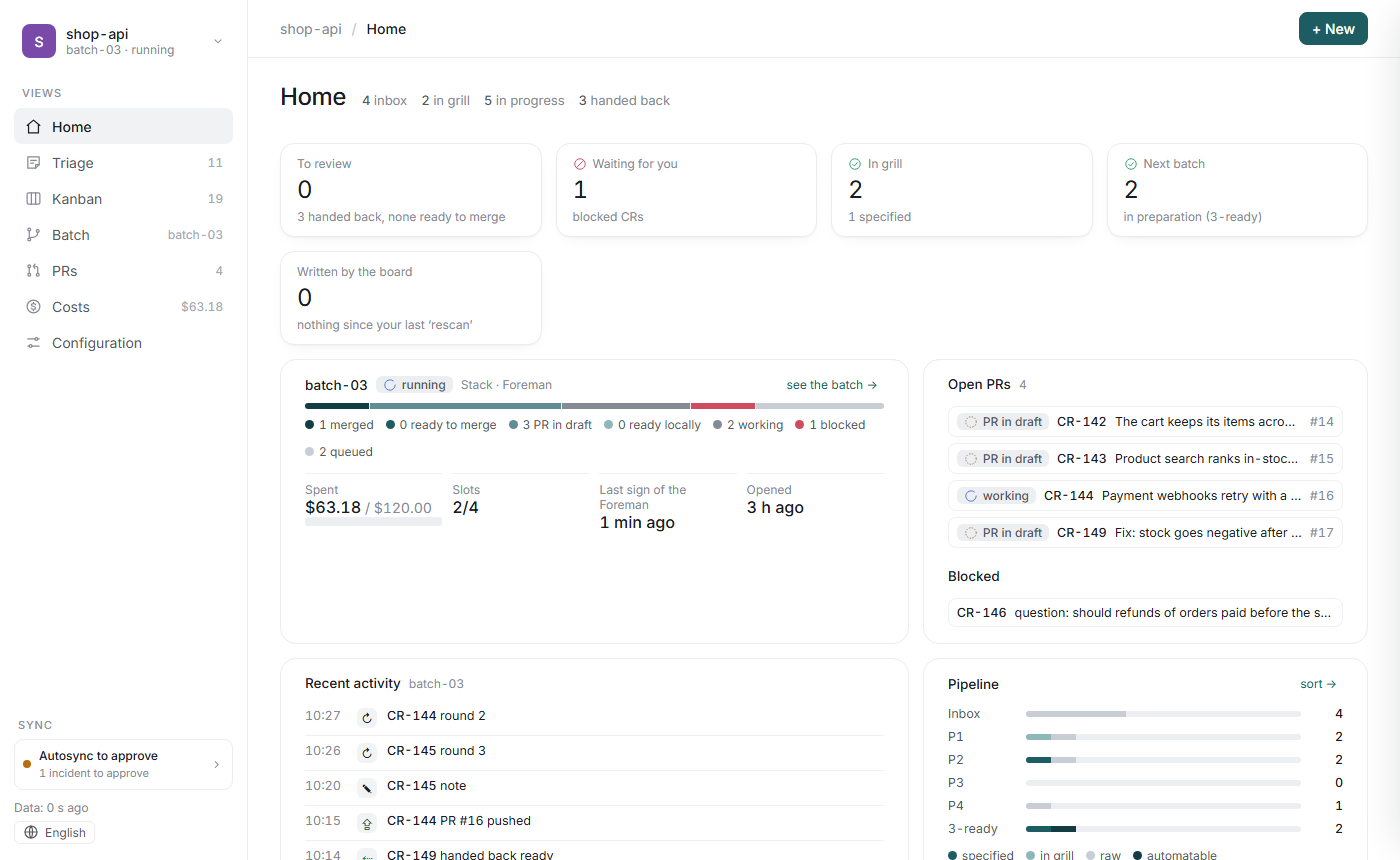 S
shop-api
batch-03 · running
VIEWS
Home
Triage 11
Kanban 19
Batch batch-03
PRs 4
Costs $63.18
Configuration
SYNC
Autosync to approve
1 incident to approve
Data: 0 s ago
English
shop-api / Home
+ New
Home 4 inbox 2 in grill 5 in progress 3 handed back
To review
0
3 handed back, none ready to merge
Waiting for you
1
blocked CRs
In grill
2
1 specified
Next batch
2
in preparation (3-ready)
Written by the board
0
nothing since your last ‘rescan’
batch-03 running Stack · Foreman see the batch →
1 merged 0 ready to merge 3 PR in draft 0 ready locally 2 working 1 blocked
2 queued
Spent
$63.18 / $120.00
Slots
2/4
Last sign of the
Foreman
1 min ago
Opened
3 h ago
Open PRs 4
PR in draft CR-142 The cart keeps its items acro... #14
PR in draft CR-143 Product search ranks in-stoc... #15
working CR-144 Payment webhooks retry with a ... #16
PR in draft CR-149 Fix: stock goes negative after ... #17
Blocked
CR-146 question: should refunds of orders paid before the s...
Recent activity batch-03
10:27 CR-144 round 2
10:26 CR-145 round 3
10:20 CR-145 note
10:15 CR-144 PR #16 pushed
10:14 CR-149 handed back ready
Pipeline sort →
Inbox 4
P1 2
P2 2
P3 0
P4 1
3-ready 2
specified in grill raw automatable